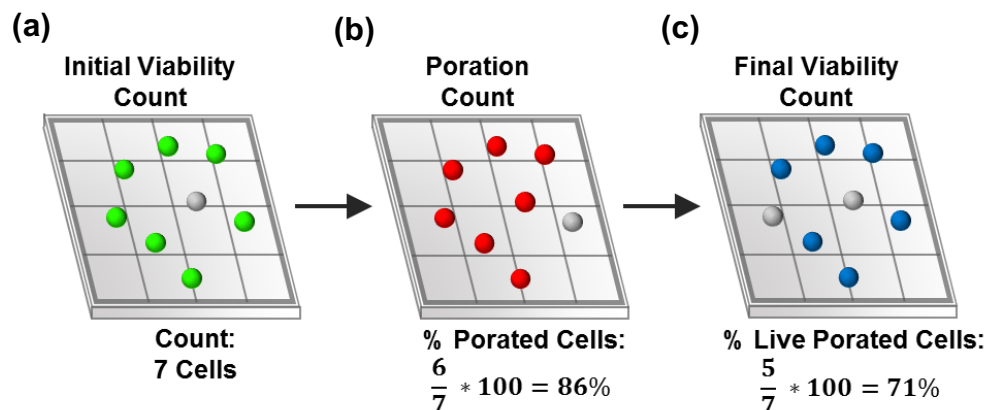 (a)
Initial Viability
Count
Count:
7 Cells
(b)
Poration
Count
% Porated Cells:
6/7 * 100 = 86%
(c)
Final Viability
Count
% Live Porated Cells:
5/7 * 100 = 71%